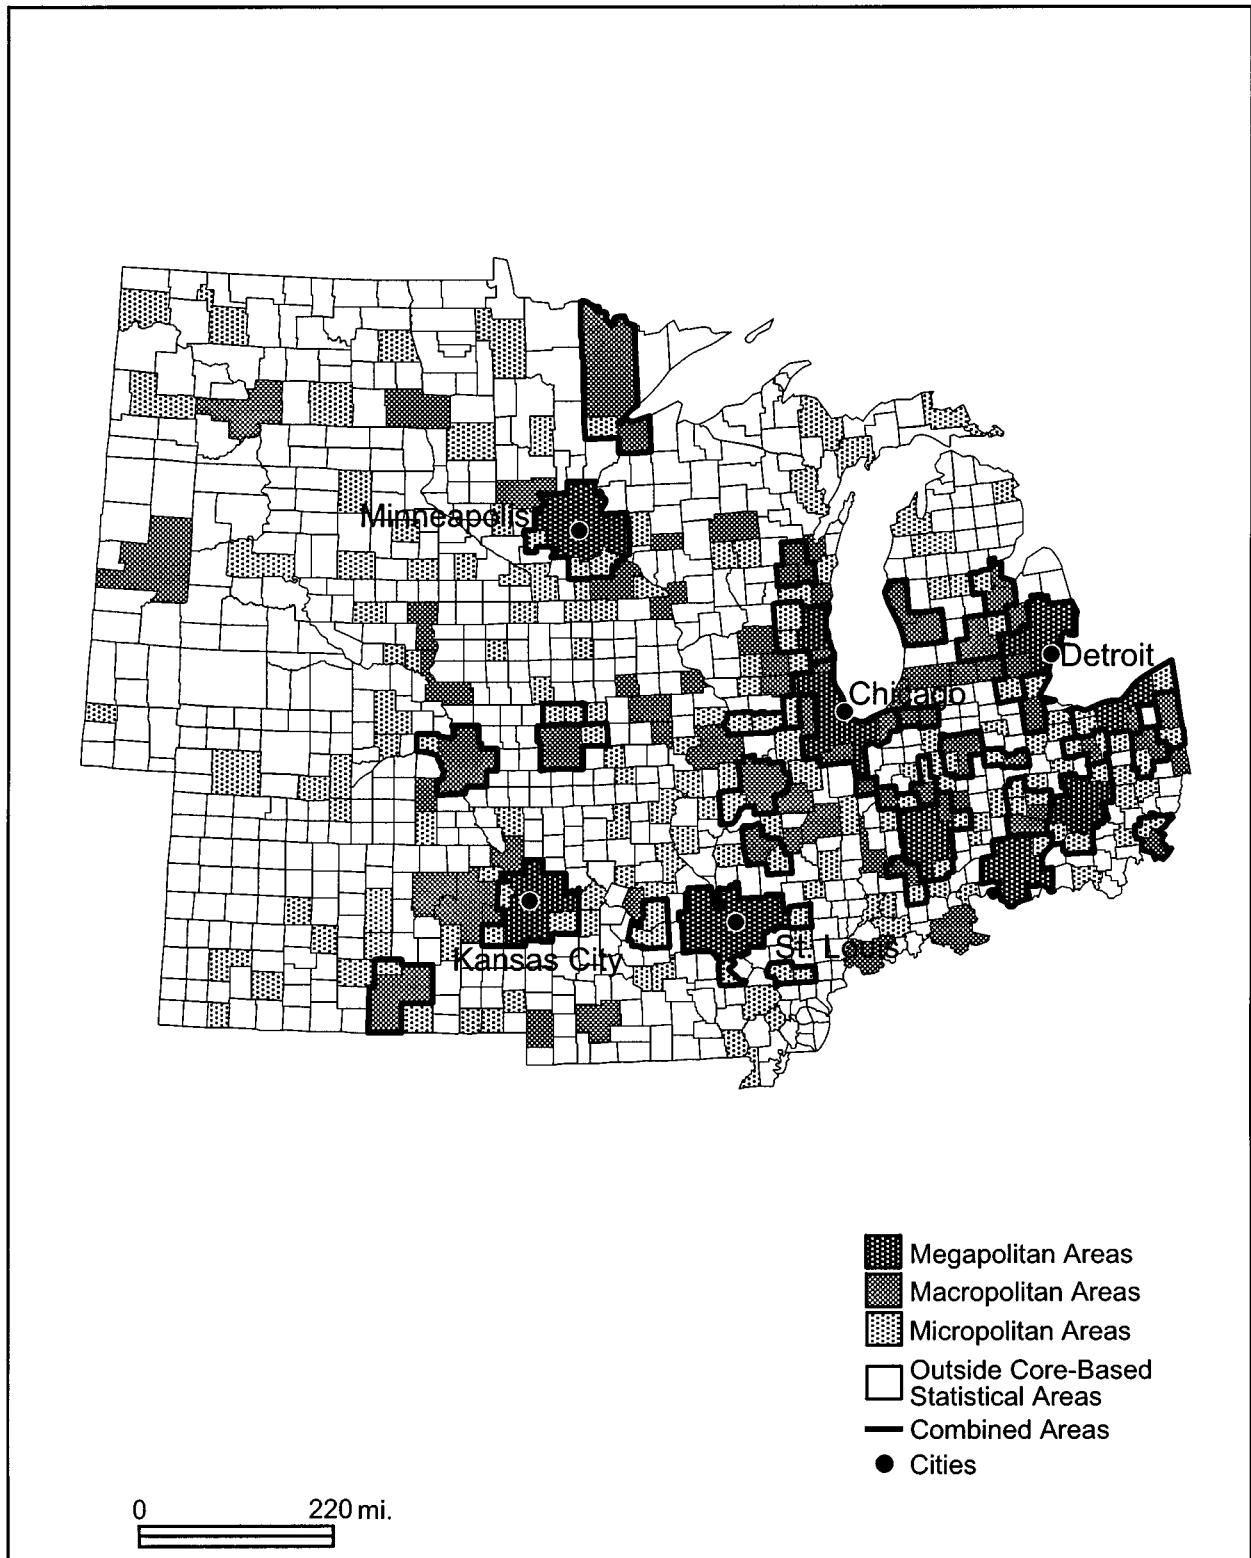 Minneapolis
Detroit
Chicago
St. Louis
Kansas City
Megapolitan Areas
Macropolitan Areas
Micropolitan Areas
Outside Core-Based
Statistical Areas
Combined Areas
Cities
0 220 mi.